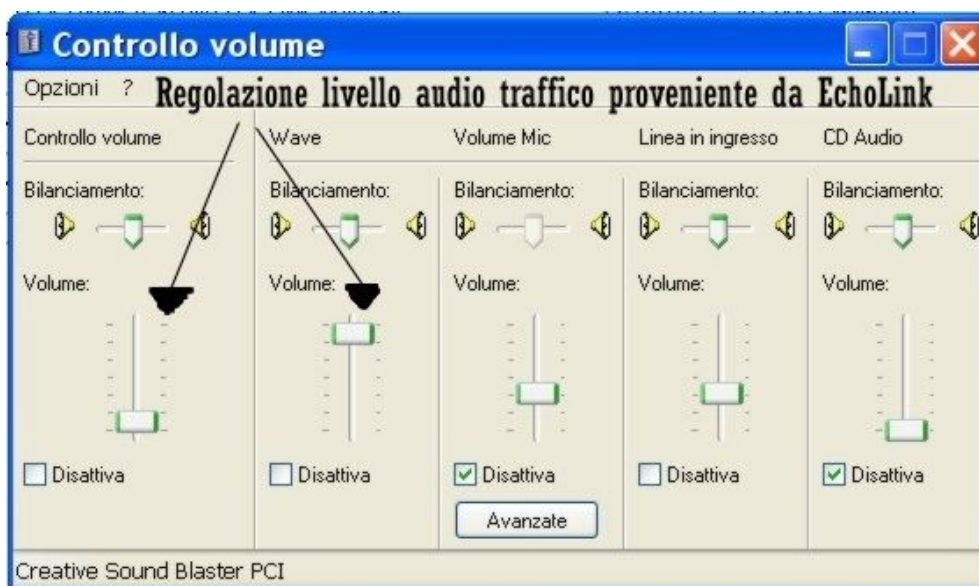 Controllo volume
Opzioni ?
Regolazione livello audio traffico proveniente da EchoLink
Controllo volume Wave Volume Mic Linea in ingresso CD Audio
Bilanciamento: Bilanciamento: Bilanciamento: Bilanciamento: Bilanciamento:
Volume: Volume: Volume: Volume: Volume:
Disattiva Disattiva Disattiva Disattiva Disattiva
Avanzate
Creative Sound Blaster PCI